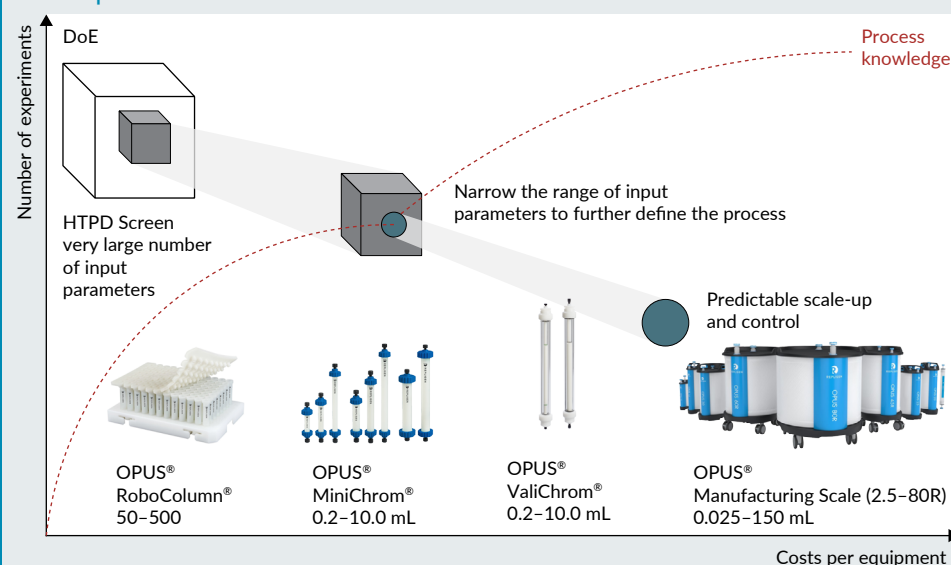 Number of experiments
DoE
Process
knowledge
HTPD Screen
very large number
of input
parameters
Narrow the range of input
parameters to further define the process
Predictable scale-up
and control
OPUS 80R
OPUS®
RoboColumn®
50–500
OPUS®
MiniChrom®
0.2–10.0 mL
OPUS®
ValiChrom®
0.2–10.0 mL
OPUS®
Manufacturing Scale (2.5–80R)
0.025–150 mL
Costs per equipment